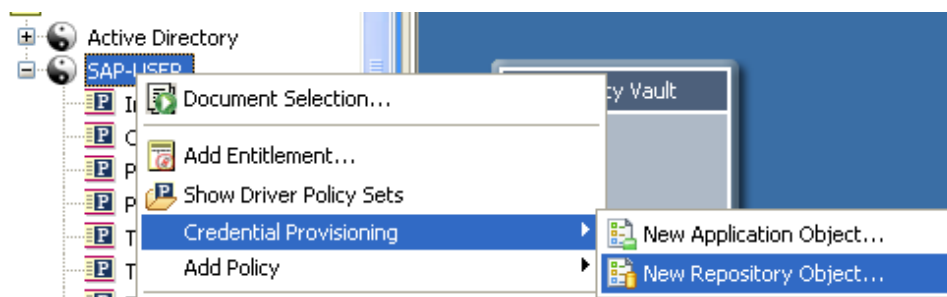 Active Directory
SAP-USER
Document Selection...
ty Vault
Add Entitlement...
Show Driver Policy Sets
Credential Provisioning
New Application Object...
Add Policy
New Repository Object...